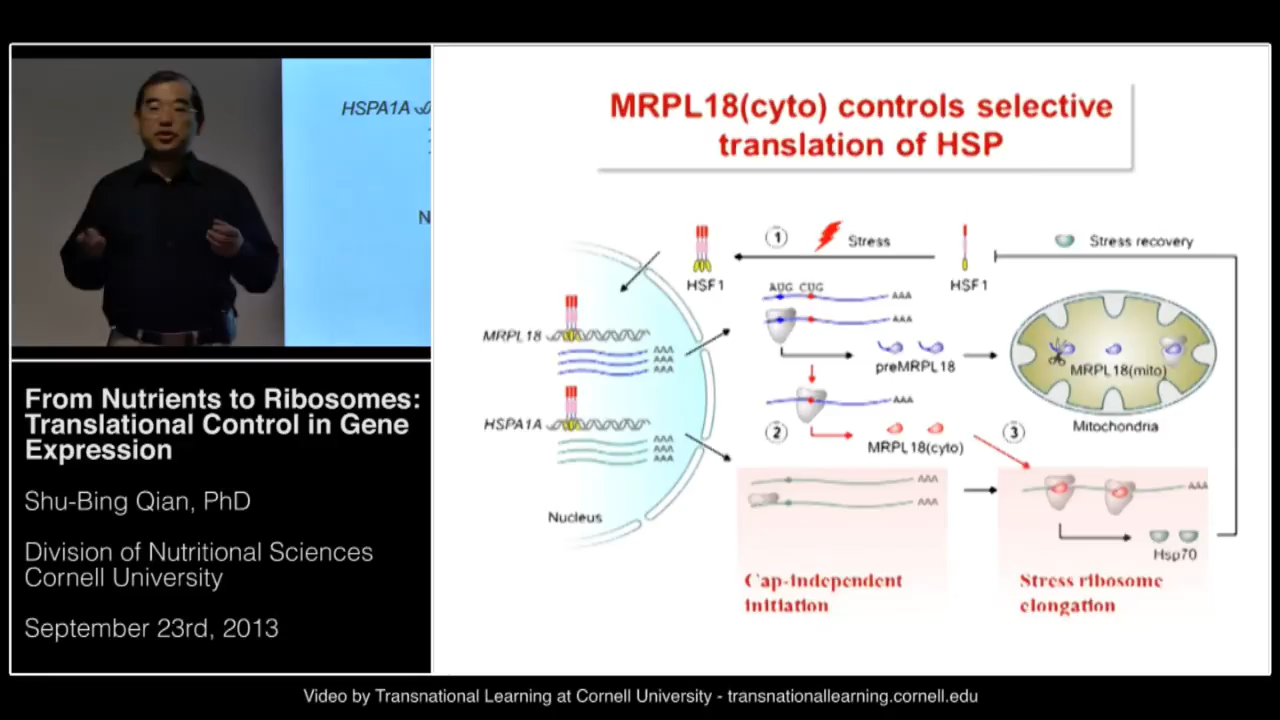 HSPA1A
N
From Nutrients to Ribosomes:
Translational Control in Gene
Expression
Shu-Bing Qian, PhD
Division of Nutritional Sciences
Cornell University
September 23rd, 2013
MRPL18(cyto) controls selective
translation of HSP
1
Stress
Stress recovery
HSF1
HSF1
AUG CUG
AAA
AAA
MRPL18
AAA
AAA
AAA
preMRPL18
MRPL18(mito)
Mitochondria
HSPA1A
AAA
AAA
AAA
AAA
2
MRPL18(cyto)
3
Nucleus
AAA
AAA
AAA
Hsp70
Cap-independent
initiation
Stress ribosome
elongation
Video by Transnational Learning at Cornell University - transnationallearning.cornell.edu